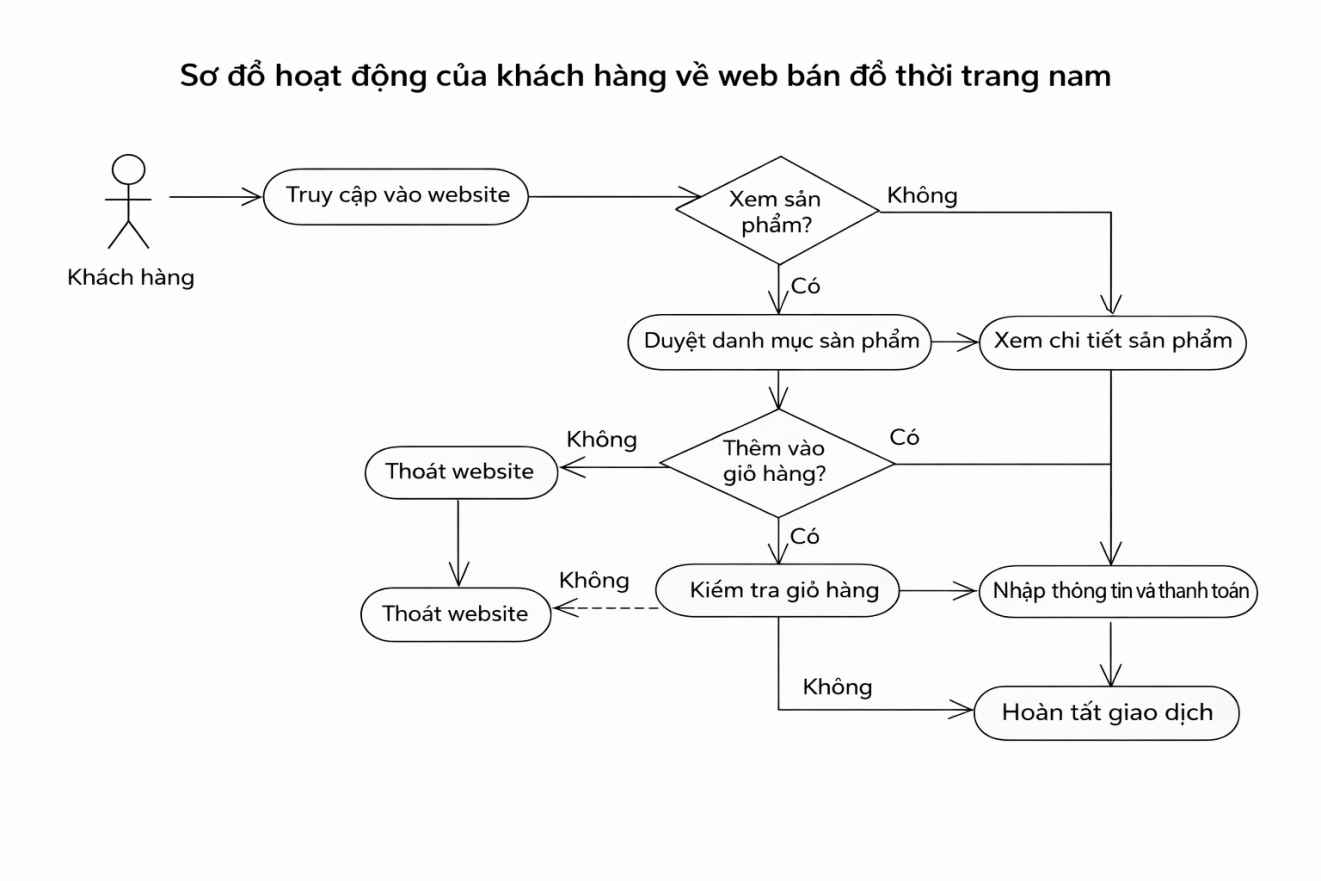 Sơ đồ hoạt động của khách hàng về web bán đồ thời trang nam
Khách hàng
Truy cập vào website
Xem sản
phẩm?
Không
Có
Duyệt danh mục sàn phẩm
Xem chi tiết sản phẩm
Không
Thêm vào
giỏ hàng?
Có
Thoát website
Có
Không
Kiểm tra giỏ hàng
Nhập thông tin và thanh toán
Thoát website
Không
Hoàn tất giao dịch